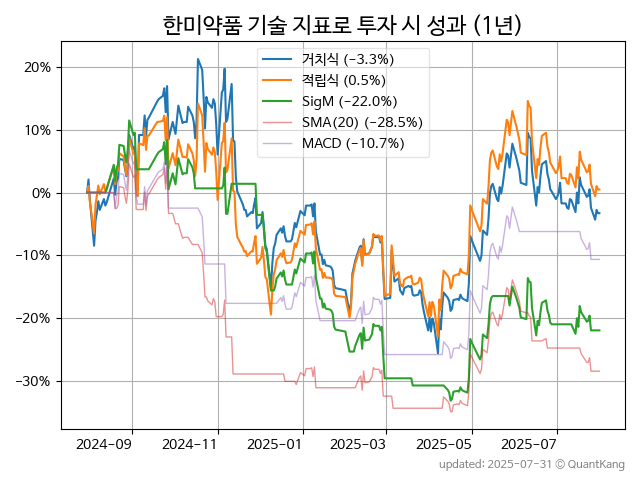 한미약품 기술 지표로 투자 시 성과 (1년)
거치식 (−3.3%)
적립식 (0.5%)
SigM (−22.0%)
SMA(20) (−28.5%)
MACD (−10.7%)
20%
10%
0%
−10%
−20%
−30%
2024-09 2024-11 2025-01 2025-03 2025-05 2025-07
updated: 2025-07-31 ⓒ QuantKang